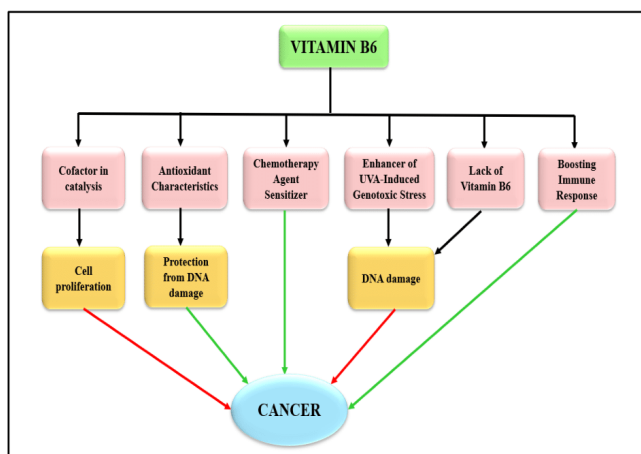 VITAMIN B6
Cofactor in
catalysis
Antioxidant
Characteristics
Chemotherapy
Agent
Sensitizer
Enhancer of
UVA-Induced
Genotoxic Stress
Lack of
Vitamin B6
Boosting
Immune
Response
Cell
proliferation
Protection
from DNA
damage
DNA damage
CANCER